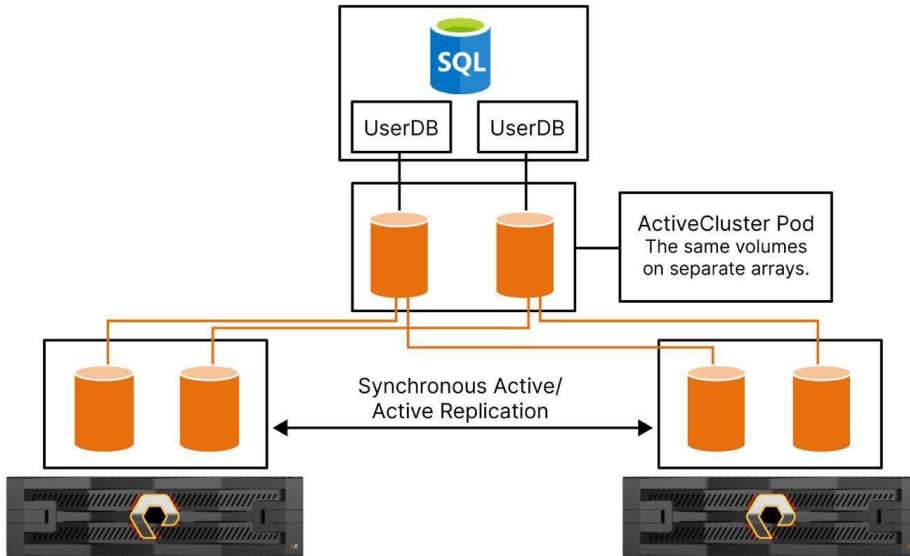 SQL
UserDB
UserDB
ActiveCluster Pod
The same volumes
on separate arrays.
Synchronous Active/
Active Replication